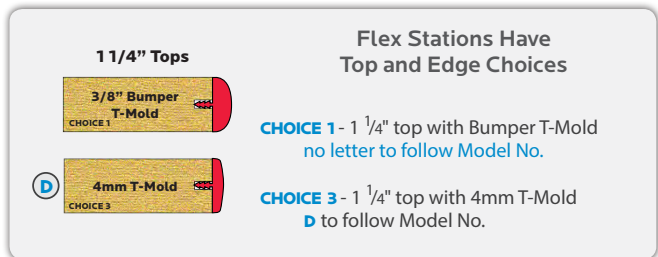 1 1/4” Tops
3/8” Bumper
T-Mold
CHOICE 1
D
4mm T-Mold
CHOICE 3
Flex Stations Have
Top and Edge Choices
CHOICE 1 - 1 1/4" top with Bumper T-Mold
no letter to follow Model No.
CHOICE 3 - 1 1/4" top with 4mm T-Mold
D to follow Model No.